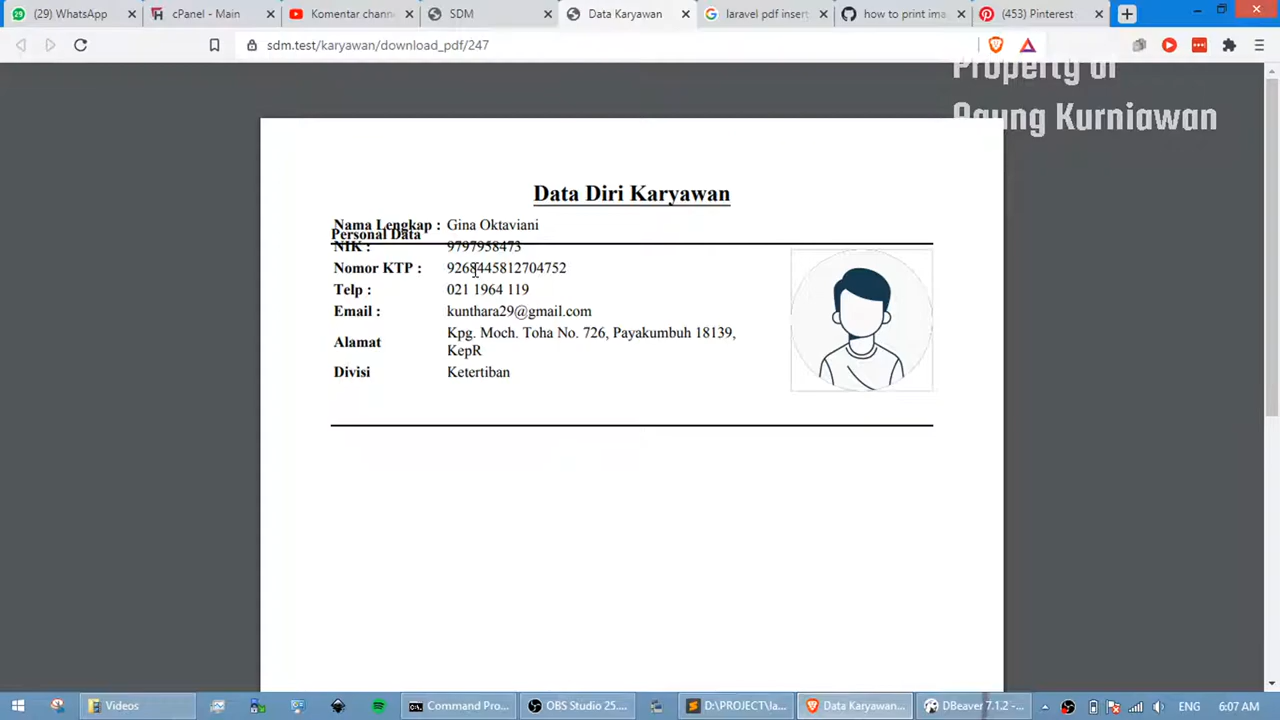 (29) WhatsApp
cPanel - Main
Komentar chann
SDM
Data Karyawan
laravel pdf insert
how to print ima
(453) Pinterest
sdm.test/karyawan/download_pdf/247
Property of
Agung Kurniawan
Data Diri Karyawan
Nama Lengkap : Gina Oktaviani
Personal Data
NIK : 9797958473
Nomor KTP : 9268445812704752
Telp : 021 1964 119
Email : kunthara29@gmail.com
Alamat Kpg. Moch. Toha No. 726, Payakumbuh 18139,
KepR
Divisi Ketertiban
Videos
Command Pro...
OBS Studio 25....
D:\PROJECT\la...
Data Karyawan...
DBeaver 7.1.2 - ...
ENG
6:07 AM